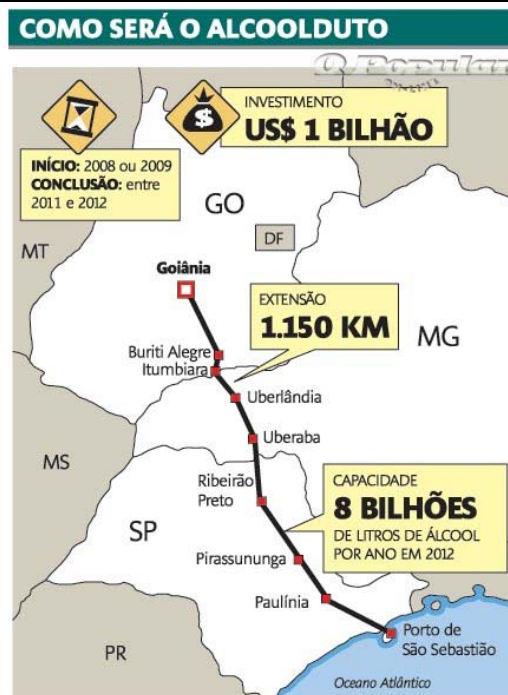 COMO SERÁ O ALCOOLDUTO
O Popular
INVESTIMENTO
US$ 1 BILHÃO
INÍCIO: 2008 ou 2009
CONCLUSÃO: entre
2011 e 2012
GO
DF
MT
Goiânia
EXTENSÃO
1.150 KM
MG
Buriti Alegre
Itumbiara
Uberlândia
Uberaba
MS
Ribeirão
Preto
CAPACIDADE
8 BILHÕES
DE LITROS DE ÁLCOOL
POR ANO EM 2012
SP
Pirassununga
Paulínia
Porto de
São Sebastião
PR
Oceano Atlântico